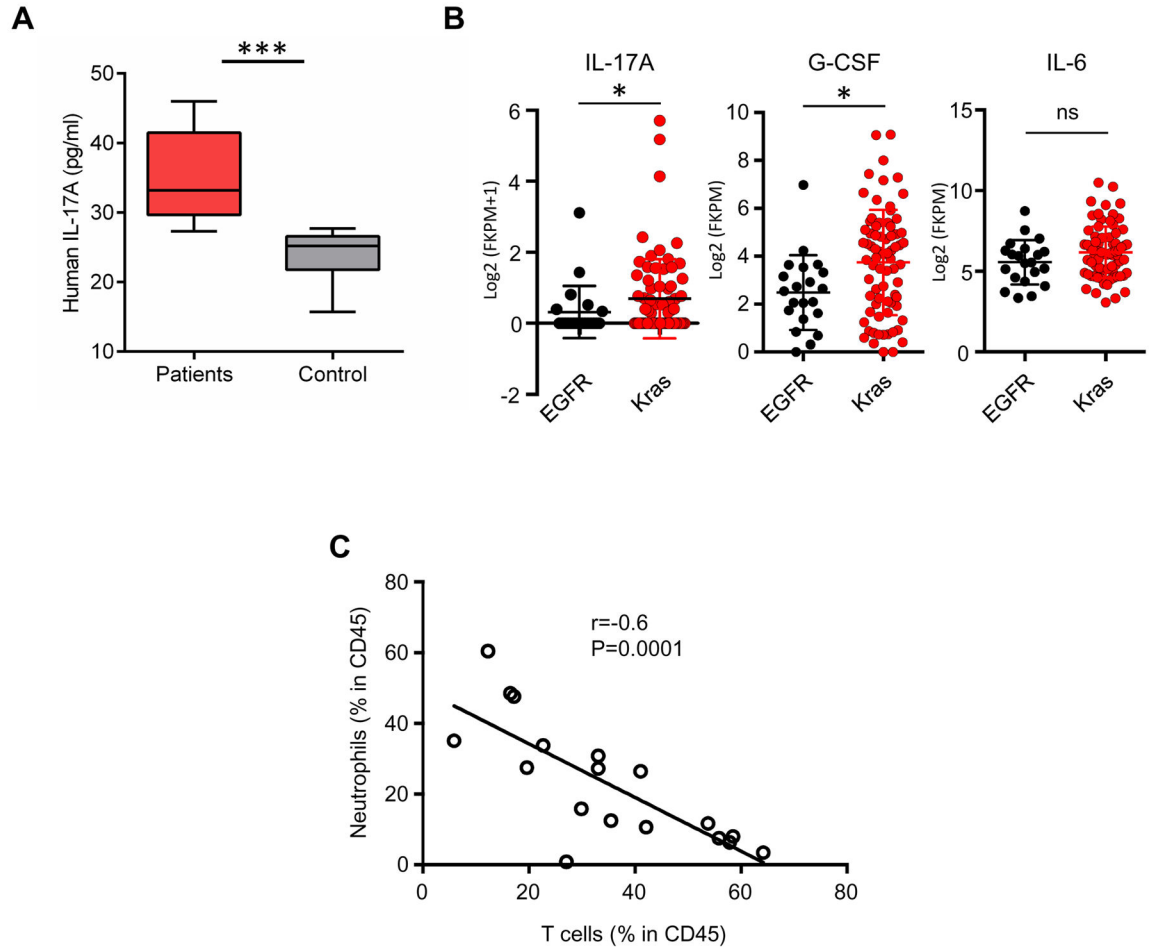 A
***
Human IL-17A (pg/ml)
50
40
30
20
10
Patients
Control
B
IL-17A
*
Log2 (FKPM+1)
6
4
2
0
-2
EGFR
Kras
G-CSF
*
Log2 (FKPM)
10
8
6
4
2
0
EGFR
Kras
IL-6
ns
Log2 (FKPM)
15
10
5
0
EGFR
Kras
C
r=-0.6
P=0.0001
Neutrophils (% in CD45)
80
60
40
20
0
0 20 40 60 80
T cells (% in CD45)